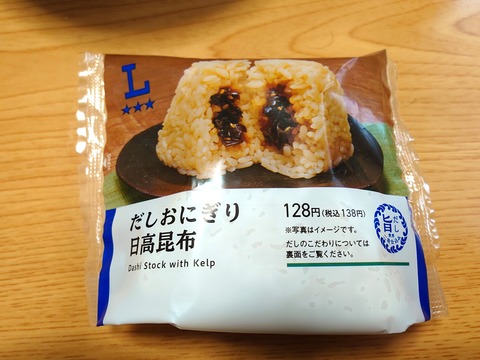 L
★★★
だしおにぎり
日高昆布
Dashi Stock with Kelp
128円(税込138円)
※写真はイメージです。
だしのこだわりについては
裏面をご覧ください。
だし
旨